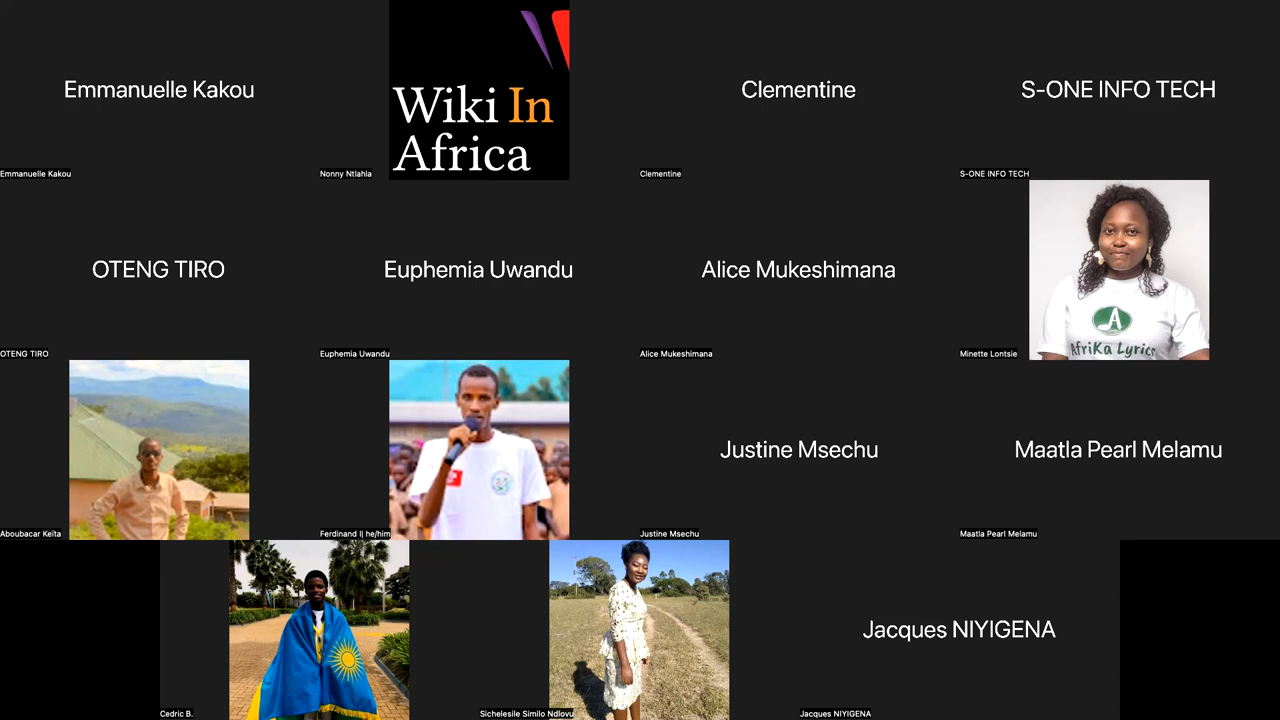 Emmanuelle Kakou
Wiki In
Africa
Clementine
S-ONE INFO TECH
Emmanuelle Kakou
Nonny Ntlahla
Clementine
S-ONE INFO TECH
OTENG TIRO
Euphemia Uwandu
Alice Mukeshimana
A
AfriKa Lyrics
OTENG TIRO
Euphemia Uwandu
Alice Mukeshimana
Minette Lontsie
Justine Msechu
Maatla Pearl Melamu
Aboubacar Keïta
Ferdinand I| he/him
Justine Msechu
Maatla Pearl Melamu
Jacques NIYIGENA
Cedric B.
Sichelesile Similo Ndlovu
Jacques NIYIGENA